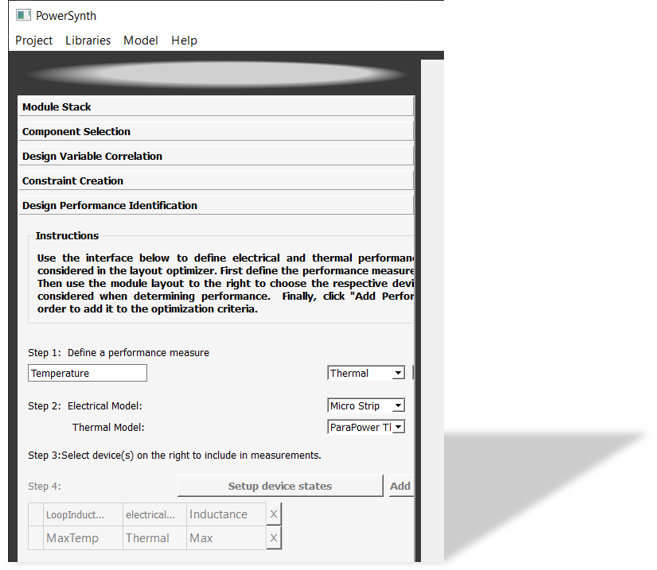 PowerSynth
Project Libraries Model Help
Module Stack
Component Selection
Design Variable Correlation
Constraint Creation
Design Performance Identification
Instructions
Use the interface below to define electrical and thermal
considered in the layout optimizer. First define the performance
Then use the module layout to the right to choose the respective
considered when determining performance. Finally, click "Add
order to add it to the optimization criteria.
Step 1: Define a performance measure
Temperature Thermal
Step 2: Electrical Model: Micro Strip
Thermal Model: ParaPower
Step 3:Select device(s) on the right to include in measurements.
Step 4: Setup device states Add
LoopInduct... electrical... Inductance X
MaxTemp Thermal Max X